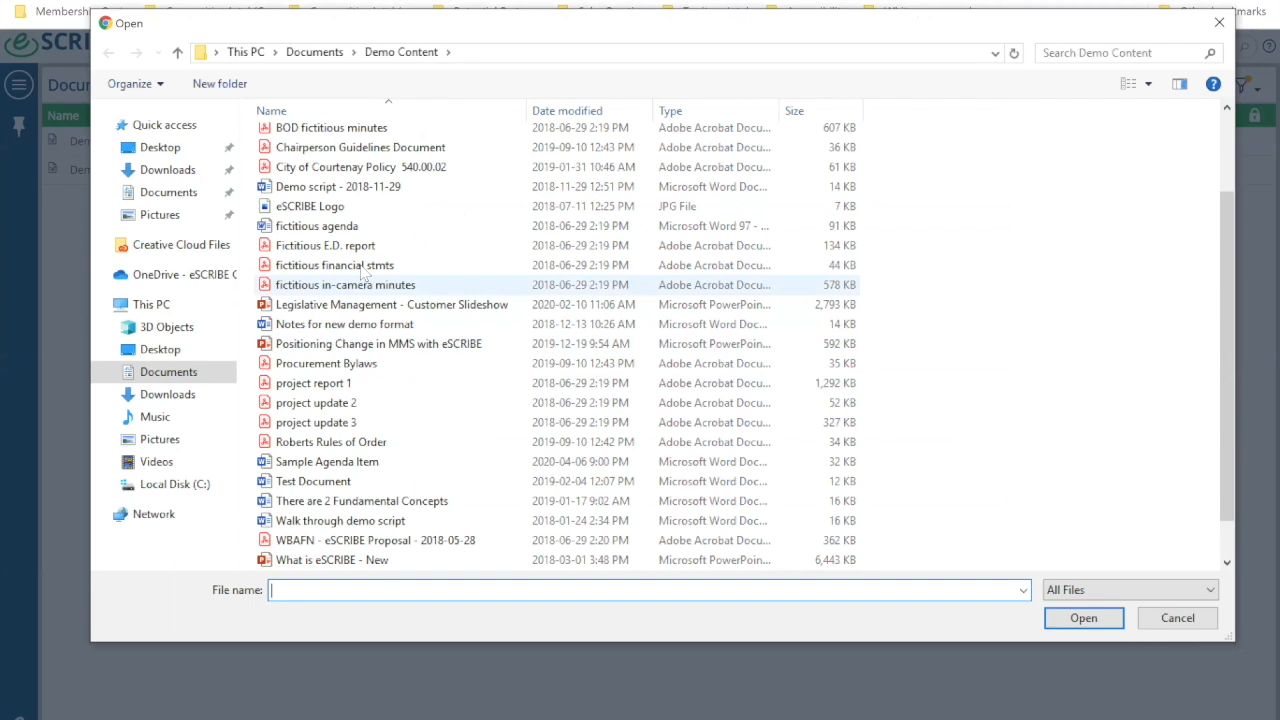 Membersh
Open
SCRI
This PC > Documents > Demo Content >
Search Demo Content
Organize
New folder
Docu
Name
Dem
Dem
Quick access
Desktop
Downloads
Documents
Pictures
Creative Cloud Files
OneDrive - eSCRIBE C
This PC
3D Objects
Desktop
Documents
Downloads
Music
Pictures
Videos
Local Disk (C:)
Network
Name Date modified Type Size
BOD fictitious minutes 2018-06-29 2:19 PM Adobe Acrobat Docu... 607 KB
Chairperson Guidelines Document 2019-09-10 12:43 PM Adobe Acrobat Docu... 36 KB
City of Courtenay Policy 540.00.02 2019-01-31 10:46 AM Adobe Acrobat Docu... 61 KB
Demo script - 2018-11-29 2018-11-29 12:51 PM Microsoft Word Doc... 14 KB
eSCRIBE Logo 2018-07-11 12:25 PM JPG File 7 KB
fictitious agenda 2018-06-29 2:19 PM Microsoft Word 97 - ... 91 KB
Fictitious E.D. report 2018-06-29 2:19 PM Adobe Acrobat Docu... 134 KB
fictitious financial stmts 2018-06-29 2:19 PM Adobe Acrobat Docu... 44 KB
fictitious in-camera minutes 2018-06-29 2:19 PM Adobe Acrobat Docu... 578 KB
Legislative Management - Customer Slideshow 2020-02-10 11:06 AM Microsoft PowerPoin... 2,793 KB
Notes for new demo format 2018-12-13 10:26 AM Microsoft Word Doc... 14 KB
Positioning Change in MMS with eSCRIBE 2019-12-19 9:54 AM Microsoft PowerPoin... 592 KB
Procurement Bylaws 2019-09-10 12:43 PM Adobe Acrobat Docu... 35 KB
project report 1 2018-06-29 2:19 PM Adobe Acrobat Docu... 1,292 KB
project update 2 2018-06-29 2:19 PM Adobe Acrobat Docu... 52 KB
project update 3 2018-06-29 2:19 PM Adobe Acrobat Docu... 327 KB
Roberts Rules of Order 2019-09-10 12:42 PM Adobe Acrobat Docu... 34 KB
Sample Agenda Item 2020-04-06 9:00 PM Microsoft Word Doc... 32 KB
Test Document 2019-02-04 12:07 PM Microsoft Word Doc... 12 KB
There are 2 Fundamental Concepts 2019-01-17 9:02 AM Microsoft Word Doc... 16 KB
Walk through demo script 2018-01-24 2:34 PM Microsoft Word Doc... 16 KB
WBAFN - eSCRIBE Proposal - 2018-05-28 2018-06-29 2:20 PM Adobe Acrobat Docu... 362 KB
What is eSCRIBE - New 2018-03-01 3:48 PM Microsoft PowerPoin... 6,443 KB
File name:
All Files
Open
Cancel